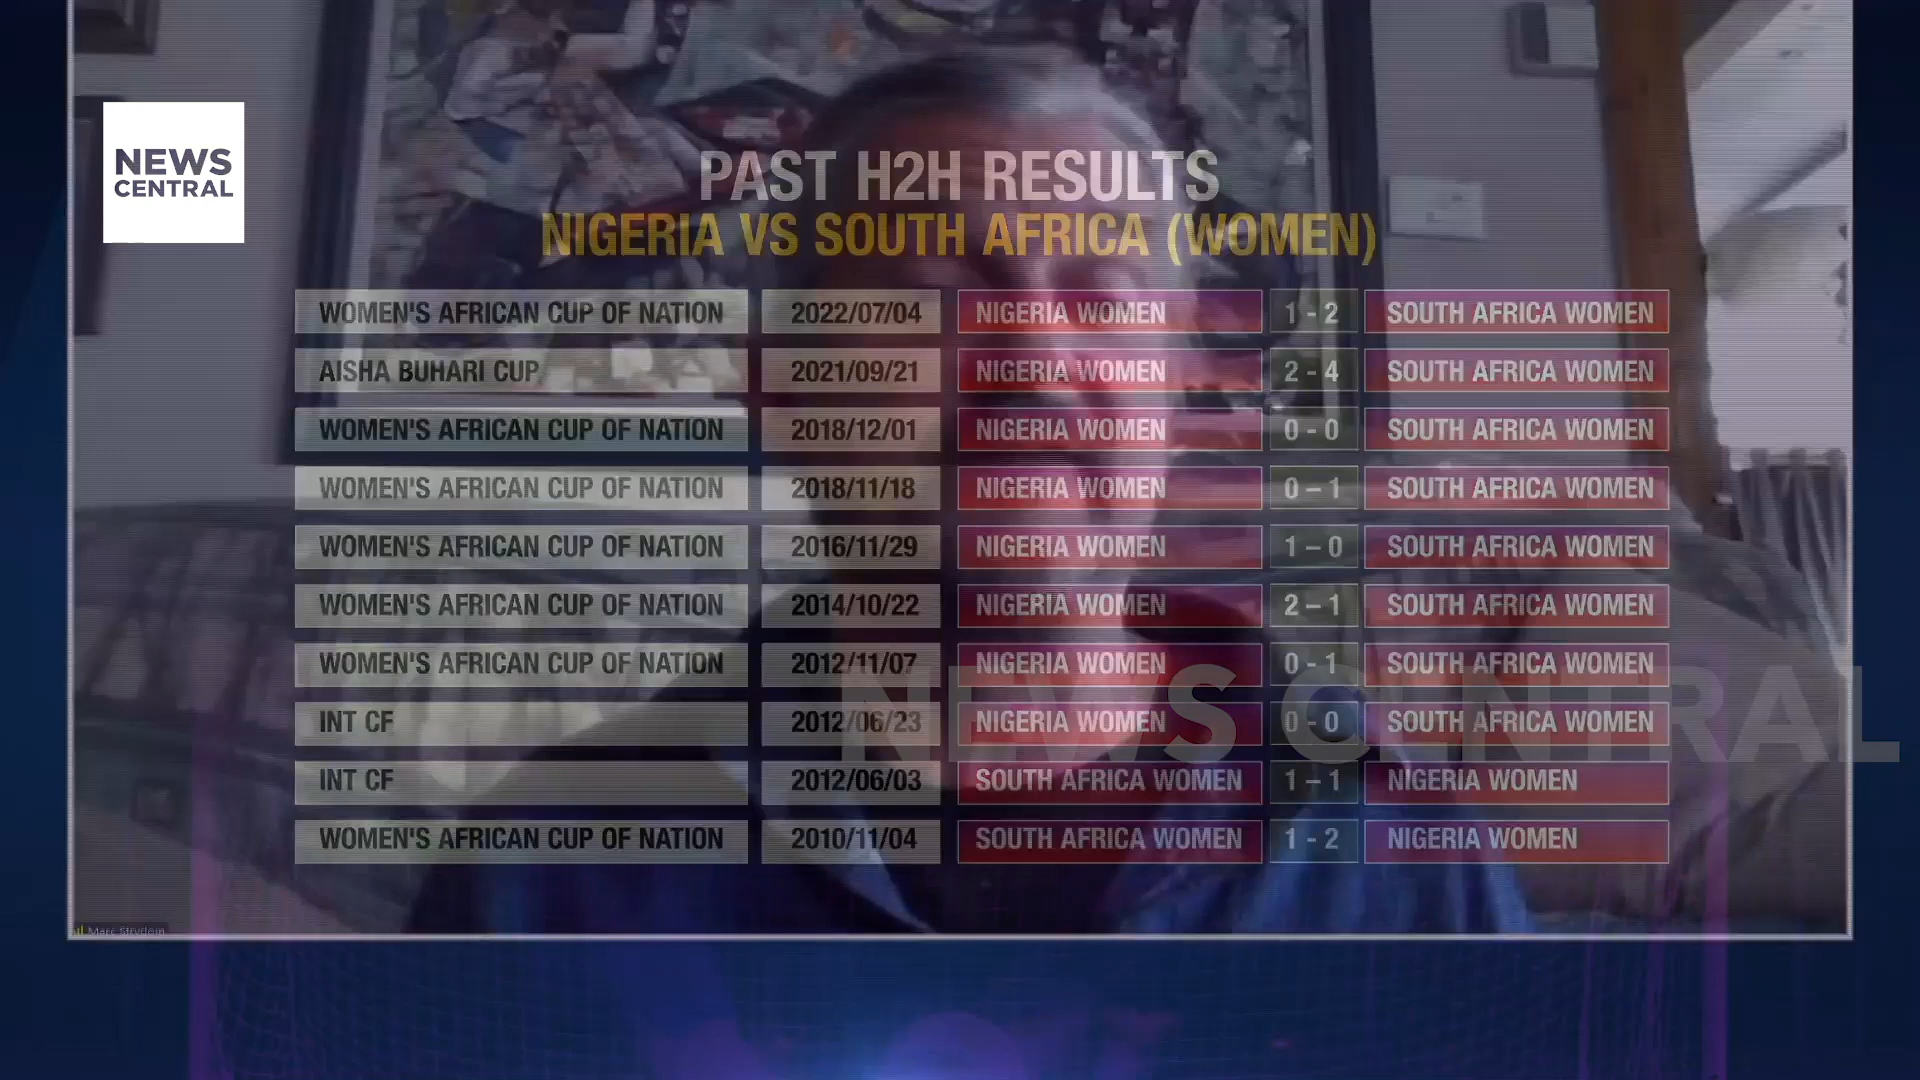 NEWS
CENTRAL
PAST H2H RESULTS
NIGERIA VS SOUTH AFRICA (WOMEN)
WOMEN'S AFRICAN CUP OF NATION 2022/07/04 NIGERIA WOMEN 1 - 2 SOUTH AFRICA WOMEN
AISHA BUHARI CUP 2021/09/21 NIGERIA WOMEN 2 - 4 SOUTH AFRICA WOMEN
WOMEN'S AFRICAN CUP OF NATION 2018/12/01 NIGERIA WOMEN 0 - 0 SOUTH AFRICA WOMEN
WOMEN'S AFRICAN CUP OF NATION 2018/11/18 NIGERIA WOMEN 0 – 1 SOUTH AFRICA WOMEN
WOMEN'S AFRICAN CUP OF NATION 2016/11/29 NIGERIA WOMEN 1 – 0 SOUTH AFRICA WOMEN
WOMEN'S AFRICAN CUP OF NATION 2014/10/22 NIGERIA WOMEN 2 – 1 SOUTH AFRICA WOMEN
WOMEN'S AFRICAN CUP OF NATION 2012/11/07 NIGERIA WOMEN 0 - 1 SOUTH AFRICA WOMEN
INT CF 2012/06/23 NIGERIA WOMEN 0 - 0 SOUTH AFRICA WOMEN
NEWS CENTRAL
INT CF 2012/06/03 SOUTH AFRICA WOMEN 1 – 1 NIGERIA WOMEN
WOMEN'S AFRICAN CUP OF NATION 2010/11/04 SOUTH AFRICA WOMEN 1 - 2 NIGERIA WOMEN
Marc Strydom